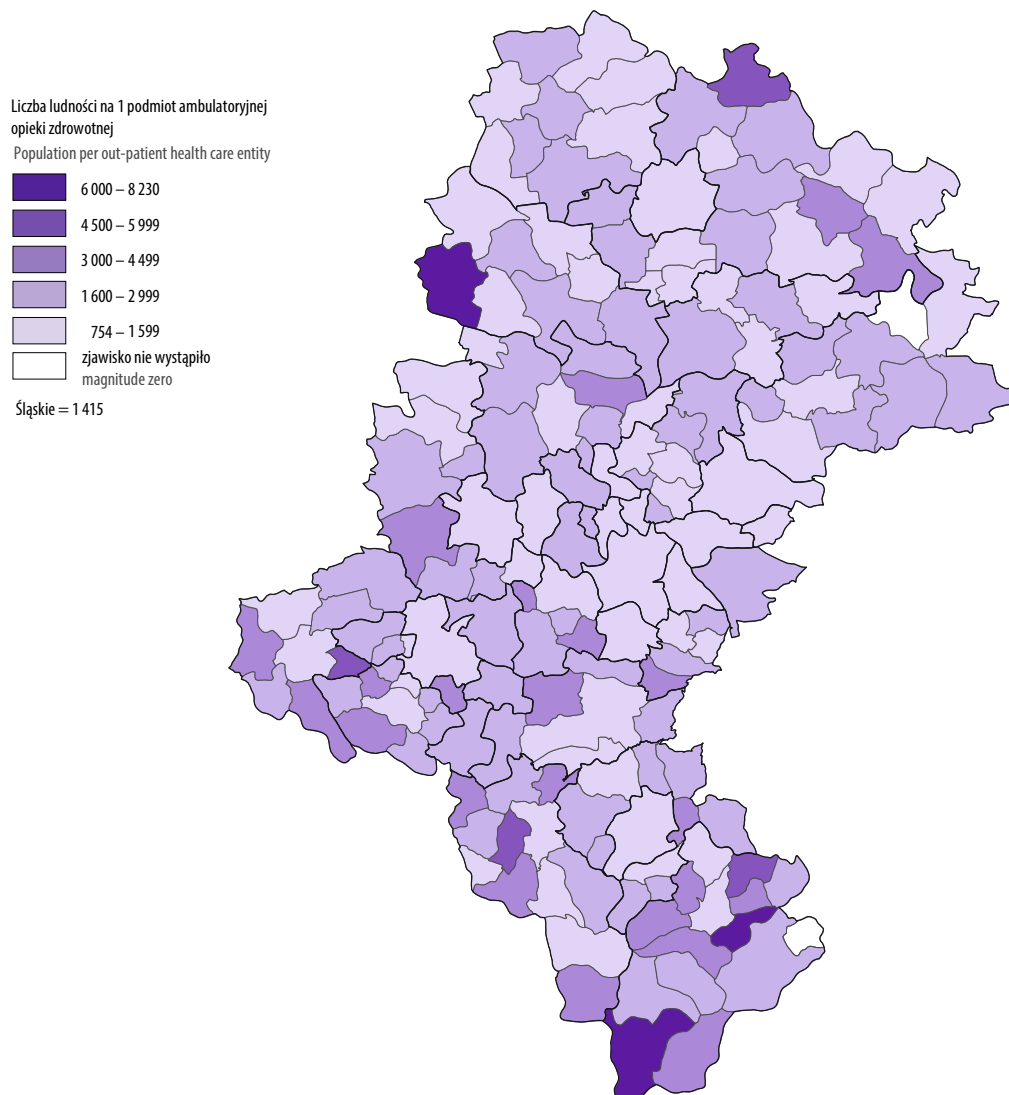 Liczba ludności na 1 podmiot ambulatoryjnej
opieki zdrowotnej
Population per out-patient health care entity
6 000 – 8 230
4 500 – 5 999
3 000 – 4 499
1 600 – 2 999
754 – 1 599
zjawisko nie wystąpiło
magnitude zero
Śląskie = 1 415